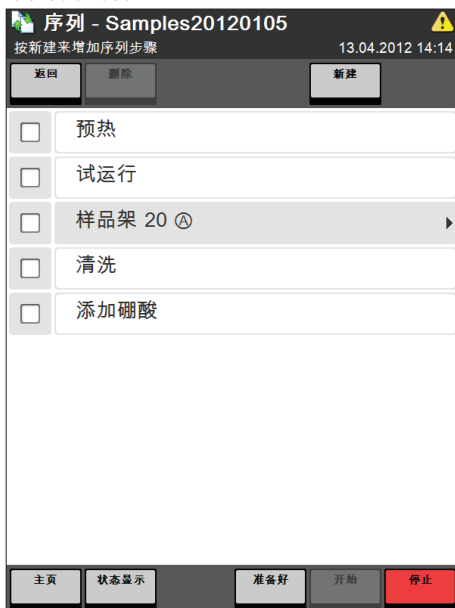 序列 - Samples20120105
按新建来增加序列步骤 13.04.2012 14:14
返回 删除 新建
预热
试运行
样品架 20 Ⓐ
清洗
添加硼酸
主页 状态显示 准备好 开始 停止